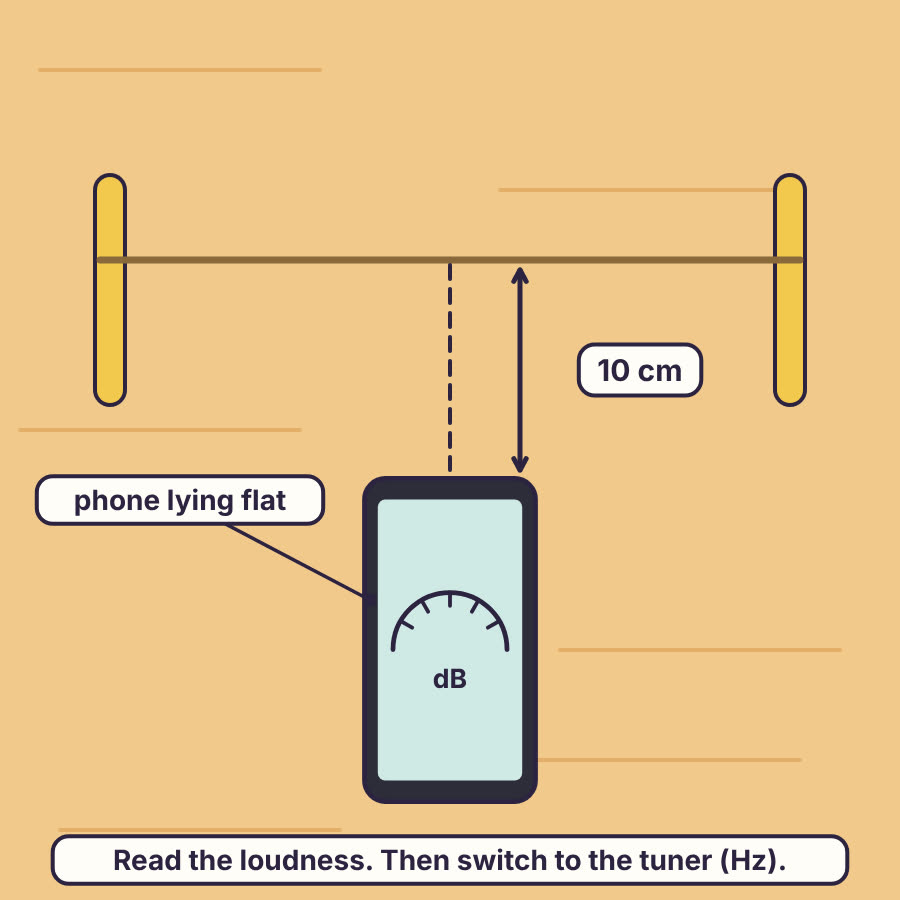 10 cm
phone lying flat
dB
Read the loudness. Then switch to the tuner (Hz).